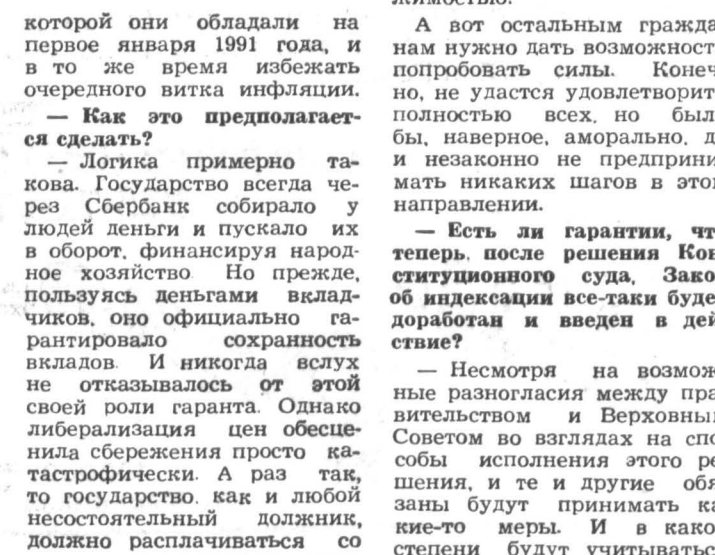 которой они обладали на
первое января 1991 года, и
в то же время избежать
очередного витка инфляции.
— Как это предполагает-
ся сделать?
— Логика примерно та-
кова. Государство всегда че-
рез Сбербанк собирало у
людей деньги и пускало их
в оборот, финансируя народ-
ное хозяйство Но прежде,
пользуясь деньгами вклад-
чиков, оно официально га-
рантировало сохранность
вкладов. И никогда вслух
не отказывалось от этой
своей роли гаранта. Однако
либерализация цен обесце-
нила сбережения просто ка-
тастрофически. А раз так,
то государство, как и любой
несостоятельный должник,
должно расплачиваться со
А вот остальным гражда
нам нужно дать возможност
попробовать силы. Конеч
но, не удастся удовлетворит
полностью всех, но был
бы, наверное, аморально, д
и незаконно не предприни
мать никаких шагов в это
направлении.
— Есть ли гарантии, чт
теперь, после решения Кон
ституционного суда, Зако
об индексации все-таки буде
доработан и введен в дей
ствие?
— Несмотря на возмож
ные разногласия между пра
вительством и Верховны
Советом во взглядах на спо
собы исполнения этого ре
шения, и те и другие обя
заны будут принимать ка
кие-то меры. И в како
степени будут учитыватьс